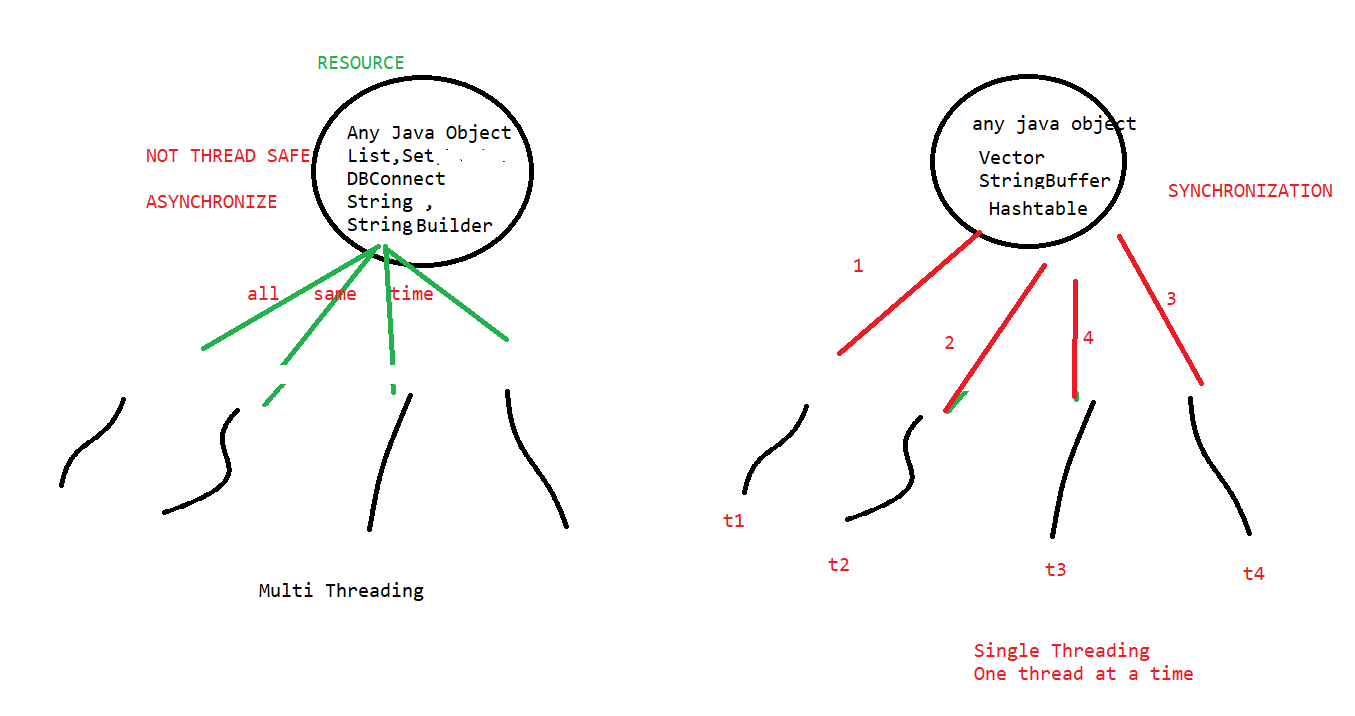 RESOURCE
Any Java Object
NOT THREAD SAFE
List,Set
DBConnect
ASYNCHRONIZE
String ,
StringBuilder
all same time
Multi Threading
any java object
Vector
StringBuffer
Hashtable
SYNCHRONIZATION
1
2
3
4
t1
t2
t3
t4
Single Threading
One thread at a time